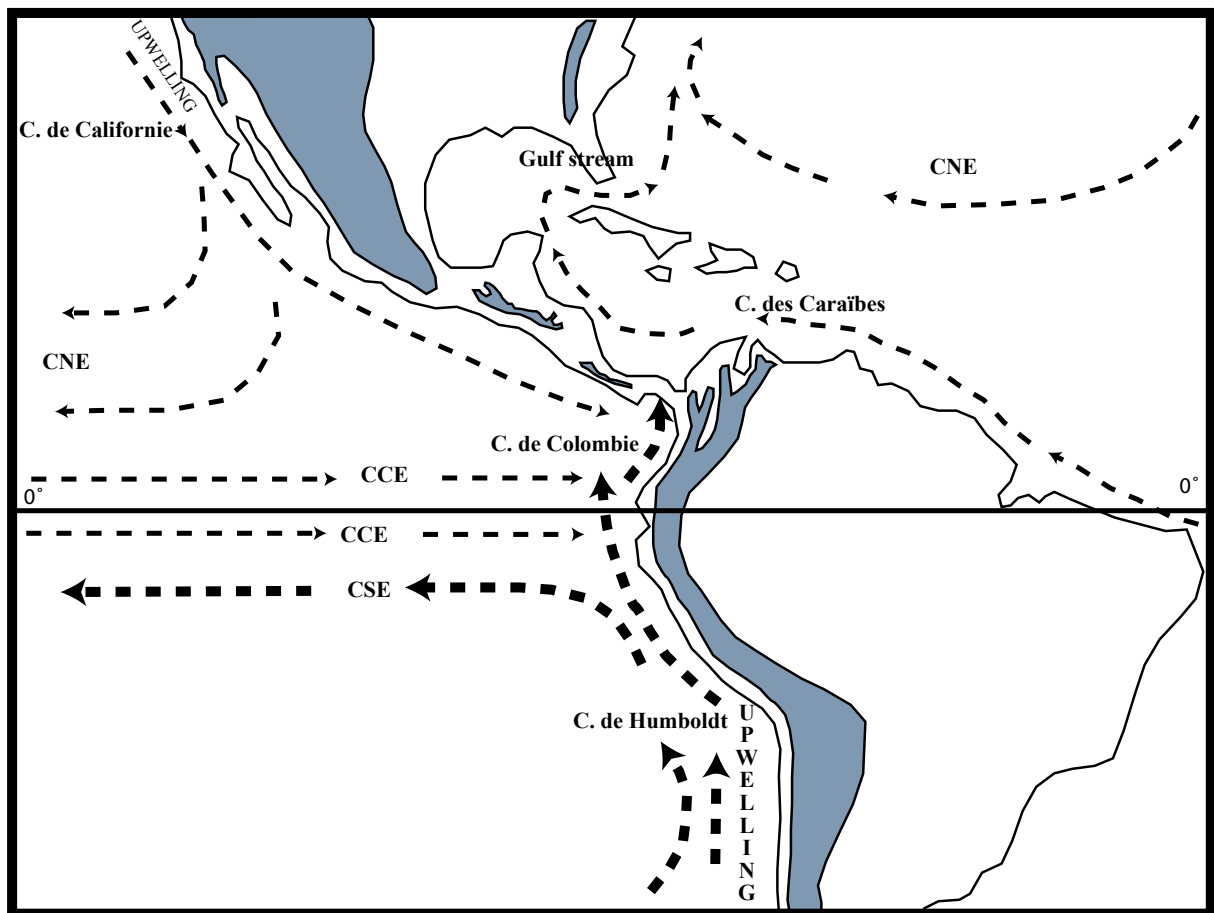 UPWELLING
C. de Californie
Gulf stream
CNE
C. des Caraïbes
CNE
C. de Colombie
CCE
0°
0°
CCE
CSE
C. de Humboldt
UPWELLING